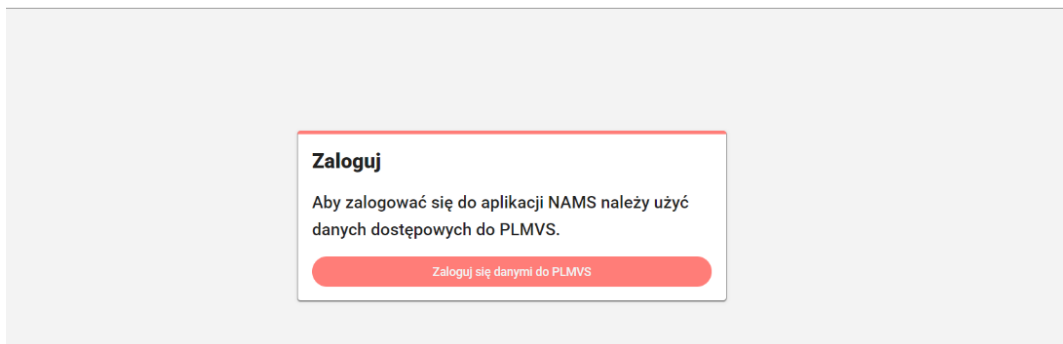 Zaloguj
Aby zalogować się do aplikacji NAMS należy użyć
danych dostępowych do PLMVS.
Zaloguj się danymi do PLMVS